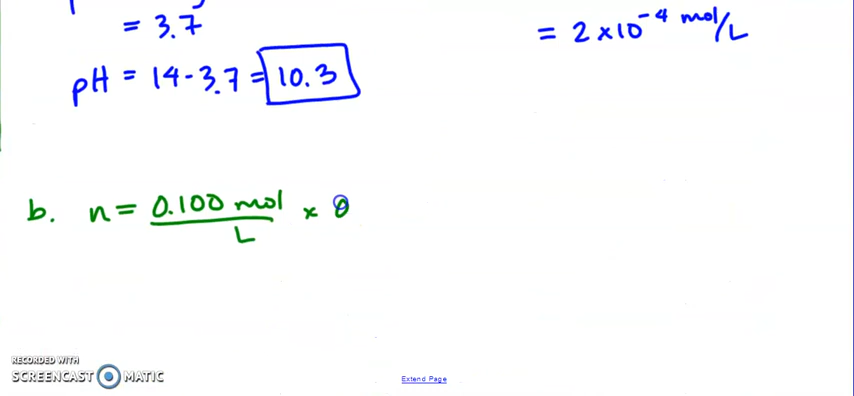 = 3.7
= 2 × 10⁻⁴ mol/L
pH = 14 - 3.7 = 10.3
b. n = 0.100 mol / L × 0
RECORDED WITH
SCREENCAST MATIC
Extend Page